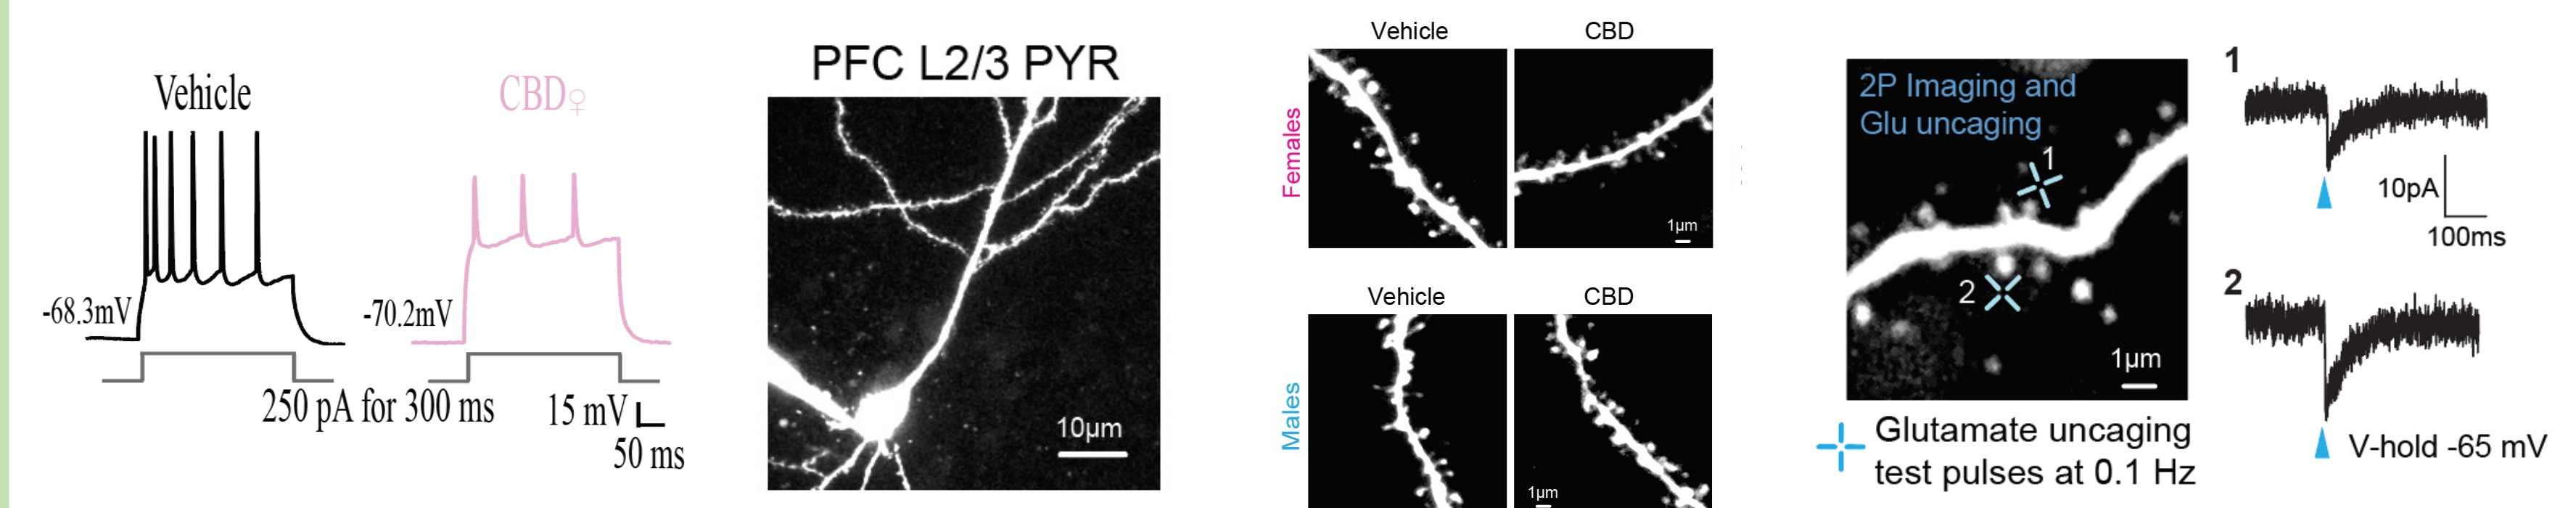 Vehicle
CBD♀
-68.3mV
-70.2mV
250 pA for 300 ms
15 mV
50 ms
PFC L2/3 PYR
10µm
Vehicle
CBD
Females
1µm
Vehicle
CBD
Males
1µm
2P Imaging and
Glu uncaging
1
2
1µm
Glutamate uncaging
test pulses at 0.1 Hz
1
10pA
100ms
2
V-hold -65 mV